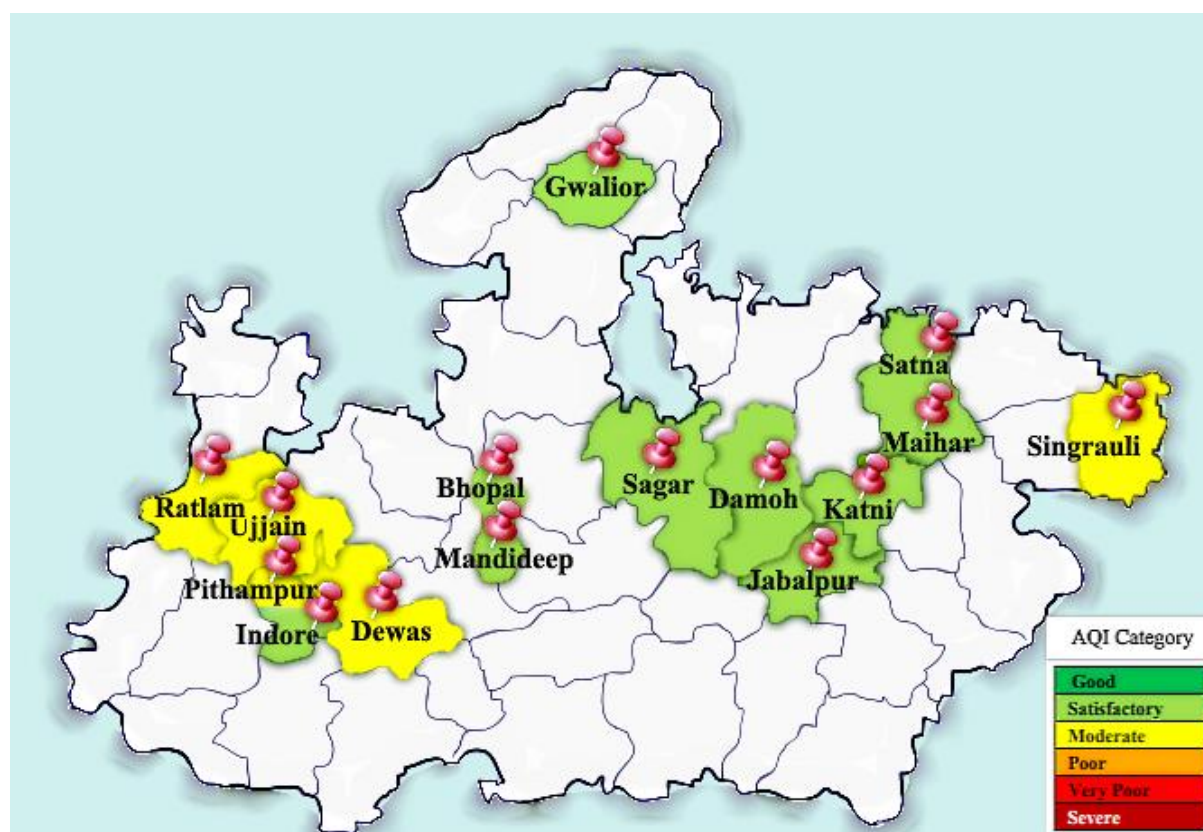 Gwalior
Satna
Maihar
Singrauli
Bhopal
Sagar
Damoh
Katni
Ratlam
Ujjain
Mandideep
Jabalpur
Pithampur
Indore
Dewas
AQI Category
Good
Satisfactory
Moderate
Poor
Very Poor
Severe